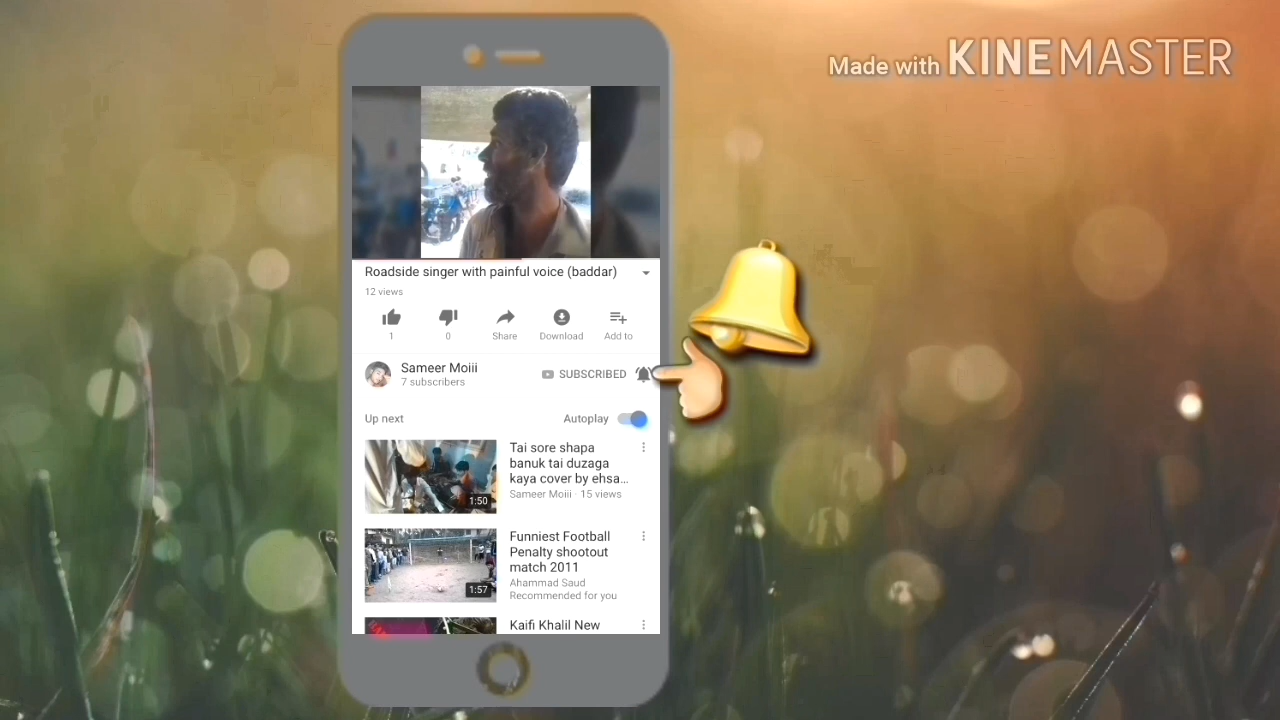 Made with KINEMASTER
Roadside singer with painful voice (baddar)
12 views
1
0
Share
Download
Add to
Sameer Moiii
7 subscribers
SUBSCRIBED
Up next
Autoplay
Tai sore shapa
banuk tai duzaga
kaya cover by ehsa...
Sameer Moiii · 15 views
1:50
Funniest Football
Penalty shootout
match 2011
Ahammad Saud
Recommended for you
1:57
Kaifi Khalil New